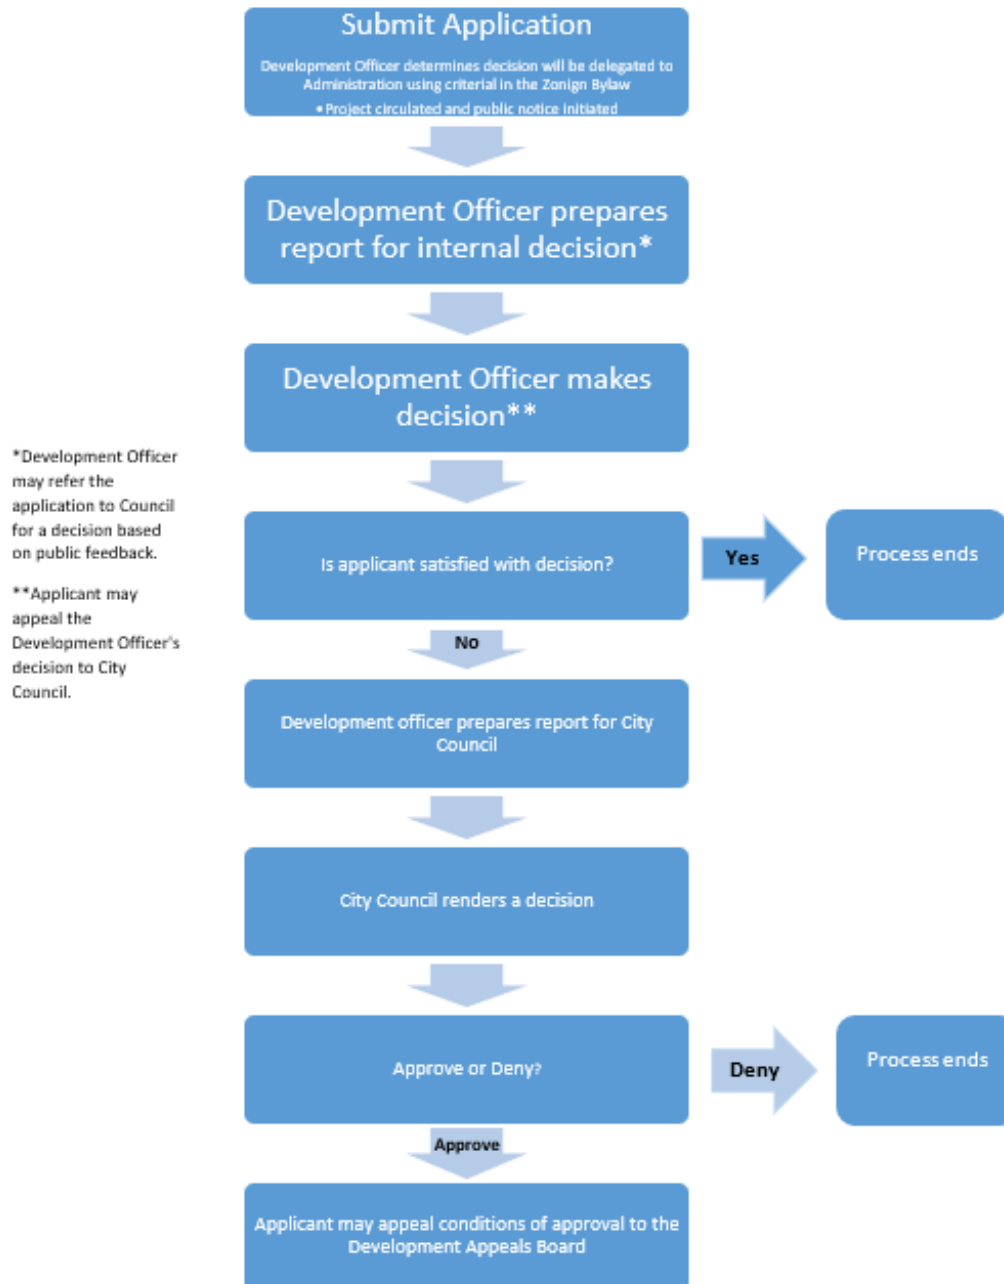 Submit Application
Development Officer determines decision will be delegated to
Administration using criterial in the Zonign Bylaw
•Project circulated and public notice initiated
Development Officer prepares
report for internal decision*
Development Officer makes
decision**
*Development Officer
may refer the
application to Council
for a decision based
on public feedback.
**Applicant may
appeal the
Development Officer's
decision to City
Council.
Is applicant satisfied with decision?
Yes
Process ends
No
Development officer prepares report for City
Council
City Council renders a decision
Approve or Deny?
Deny
Process ends
Approve
Applicant may appeal conditions of approval to the
Development Appeals Board